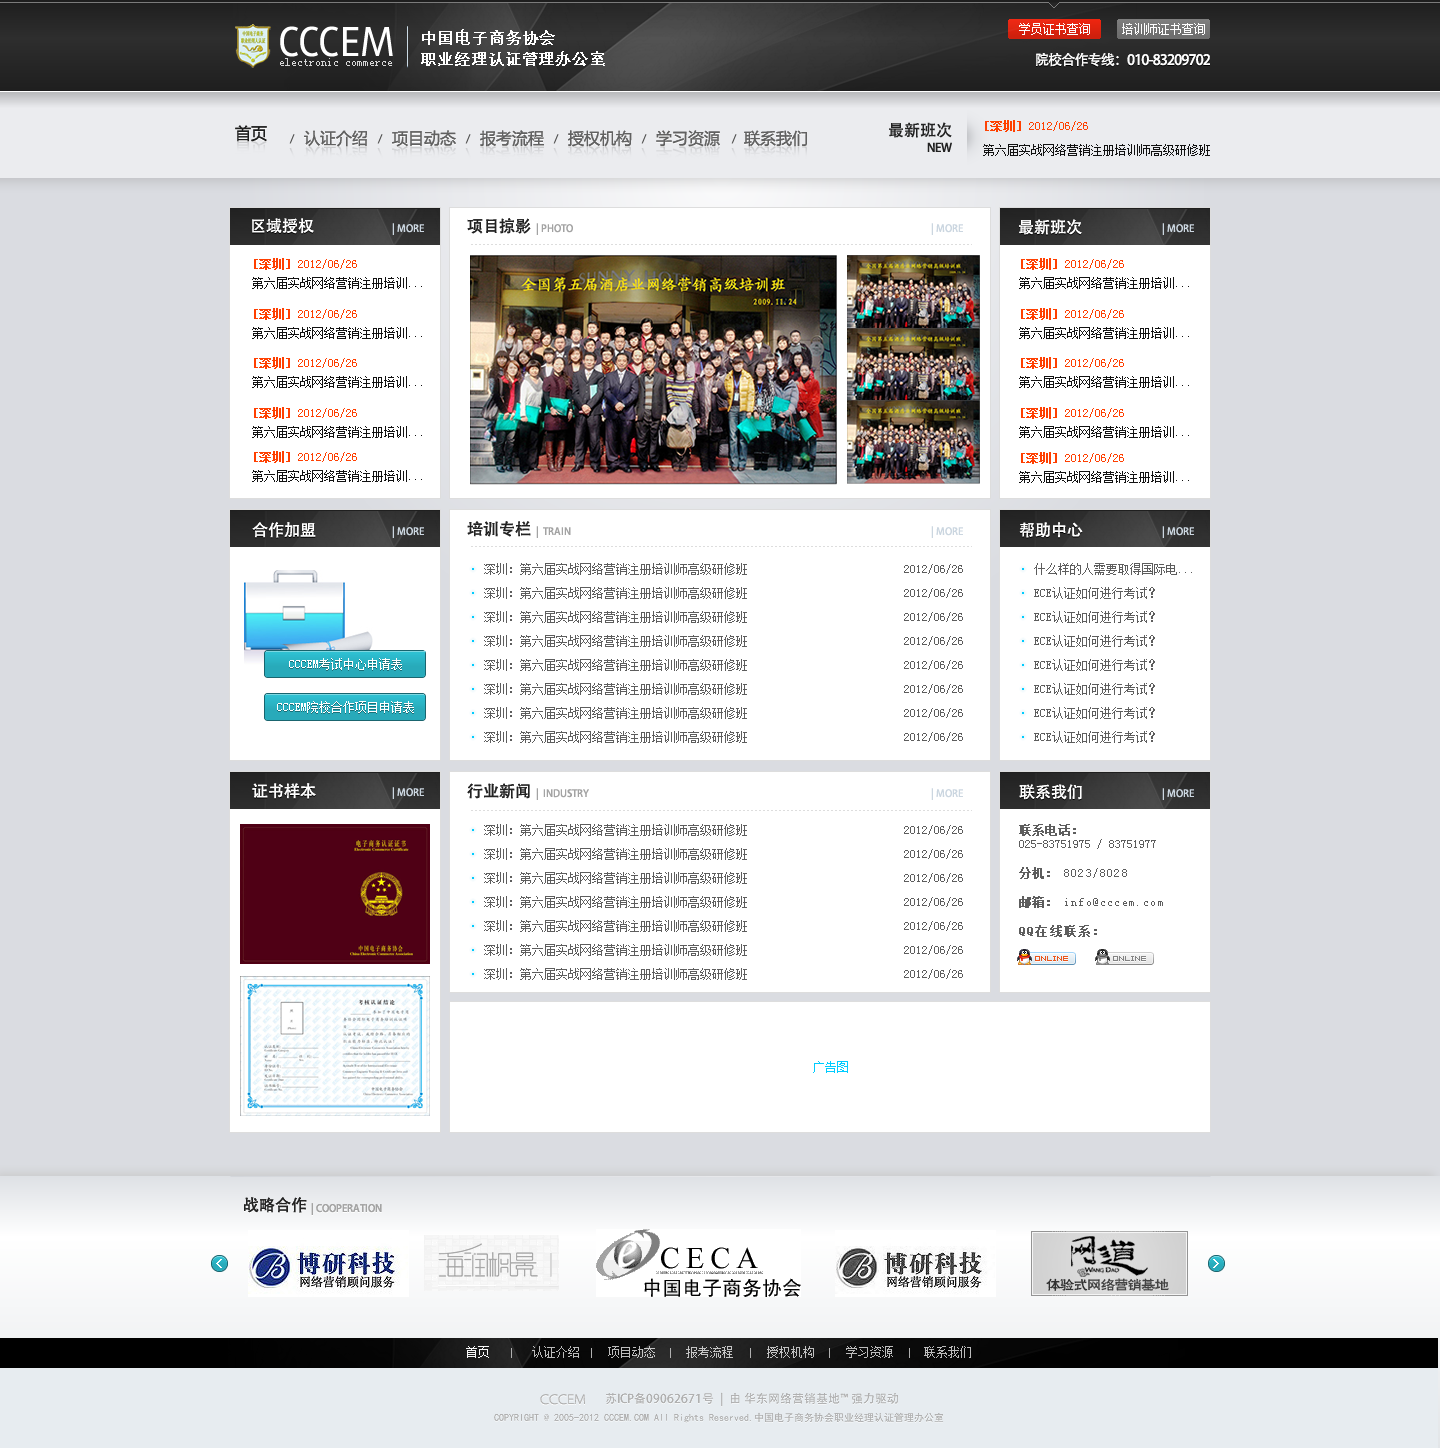 CCCEM
electronic commerce
中国电子商务协会
职业经理认证管理办公室
学员证书查询
培训师证书查询
院校合作专线：010-83209702
首页 / 认证介绍 / 项目动态 / 报考流程 / 授权机构 / 学习资源 / 联系我们
最新班次
NEW
[深圳] 2012/06/26
第六届实战网络营销注册培训师高级研修班
区域授权 | MORE
[深圳] 2012/06/26
第六届实战网络营销注册培训...
[深圳] 2012/06/26
第六届实战网络营销注册培训...
[深圳] 2012/06/26
第六届实战网络营销注册培训...
[深圳] 2012/06/26
第六届实战网络营销注册培训...
[深圳] 2012/06/26
第六届实战网络营销注册培训...
项目掠影 | PHOTO | MORE
全国第五届酒店业网络营销高级培训班
2009.11.24
最新班次 | MORE
[深圳] 2012/06/26
第六届实战网络营销注册培训...
[深圳] 2012/06/26
第六届实战网络营销注册培训...
[深圳] 2012/06/26
第六届实战网络营销注册培训...
[深圳] 2012/06/26
第六届实战网络营销注册培训...
[深圳] 2012/06/26
第六届实战网络营销注册培训...
合作加盟 | MORE
CCCEM考试中心申请表
CCCEM院校合作项目申请表
培训专栏 | TRAIN | MORE
深圳：第六届实战网络营销注册培训师高级研修班 2012/06/26
深圳：第六届实战网络营销注册培训师高级研修班 2012/06/26
深圳：第六届实战网络营销注册培训师高级研修班 2012/06/26
深圳：第六届实战网络营销注册培训师高级研修班 2012/06/26
深圳：第六届实战网络营销注册培训师高级研修班 2012/06/26
深圳：第六届实战网络营销注册培训师高级研修班 2012/06/26
深圳：第六届实战网络营销注册培训师高级研修班 2012/06/26
深圳：第六届实战网络营销注册培训师高级研修班 2012/06/26
帮助中心 | MORE
什么样的人需要取得国际电...
ECE认证如何进行考试？
ECE认证如何进行考试？
ECE认证如何进行考试？
ECE认证如何进行考试？
ECE认证如何进行考试？
ECE认证如何进行考试？
ECE认证如何进行考试？
证书样本 | MORE
电子商务认证证书
Electronic Commerce Certificate
中国电子商务协会
China Electronic Commerce Association
考核认证结论
行业新闻 | INDUSTRY | MORE
深圳：第六届实战网络营销注册培训师高级研修班 2012/06/26
深圳：第六届实战网络营销注册培训师高级研修班 2012/06/26
深圳：第六届实战网络营销注册培训师高级研修班 2012/06/26
深圳：第六届实战网络营销注册培训师高级研修班 2012/06/26
深圳：第六届实战网络营销注册培训师高级研修班 2012/06/26
深圳：第六届实战网络营销注册培训师高级研修班 2012/06/26
深圳：第六届实战网络营销注册培训师高级研修班 2012/06/26
联系我们 | MORE
联系电话：
025-83751975 / 83751977
分机： 8023/8028
邮箱： info@cccem.com
QQ在线联系：
ONLINE ONLINE
广告图
战略合作 | COOPERATION
博研科技
网络营销顾问服务
CECA
中国电子商务协会
博研科技
网络营销顾问服务
网道
WANG DAO
体验式网络营销基地
首页 | 认证介绍 | 项目动态 | 报考流程 | 授权机构 | 学习资源 | 联系我们
CCCEM 苏ICP备09062671号 | 由 华东网络营销基地™ 强力驱动
COPYRIGHT @ 2005-2012 CCCEM.COM All Rights Reserved.中国电子商务协会职业经理认证管理办公室